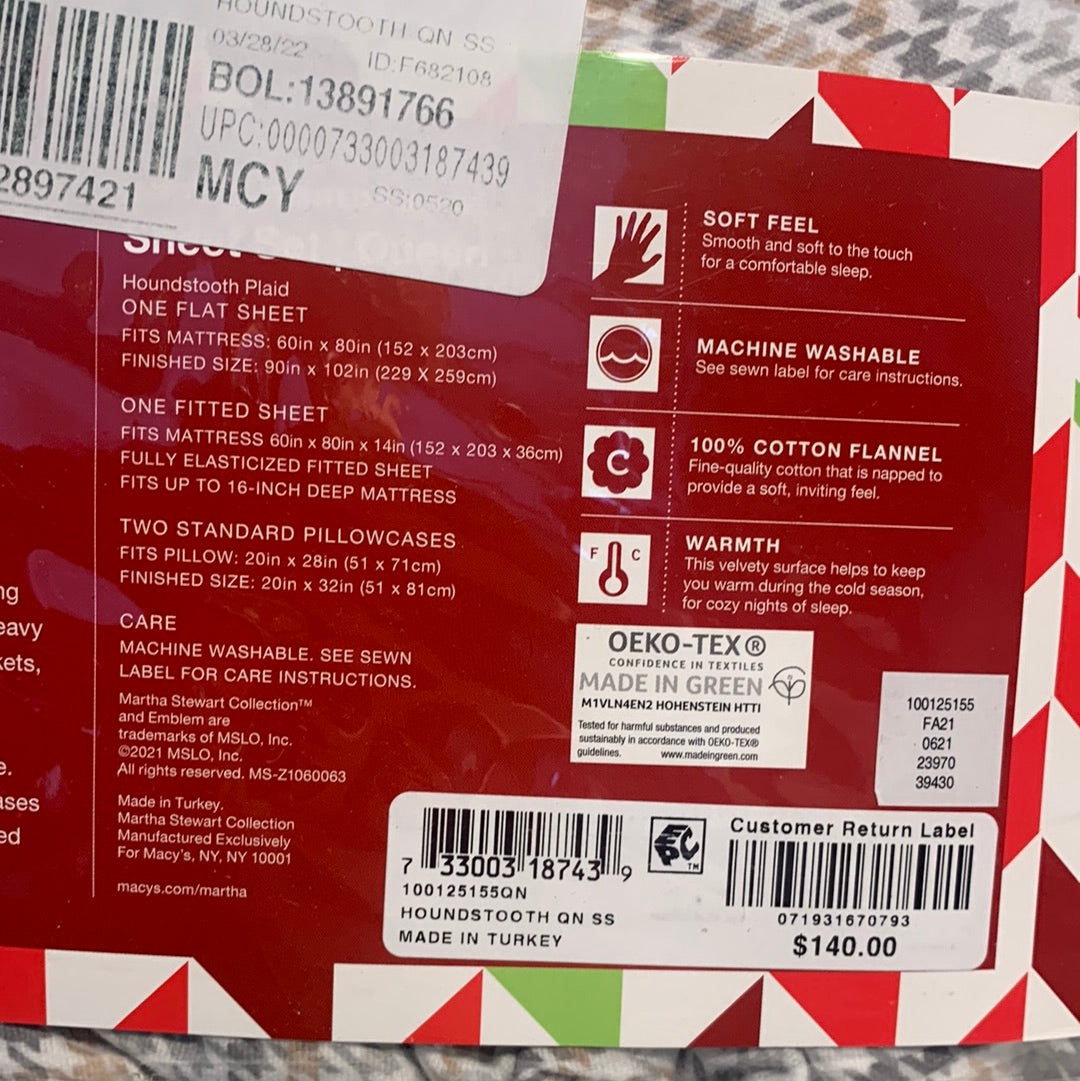 HOUNDSTOOTH QN SS
03/28/22
ID:F682108
BOL:13891766
UPC:0000733003187439
MCY
SS:0520
2897421
Houndstooth Plaid
ONE FLAT SHEET
FITS MATTRESS: 60in x 80in (152 x 203cm)
FINISHED SIZE: 90in x 102in (229 X 259cm)
ONE FITTED SHEET
FITS MATTRESS 60in x 80in x 14in (152 x 203 x 36cm)
FULLY ELASTICIZED FITTED SHEET
FITS UP TO 16-INCH DEEP MATTRESS
TWO STANDARD PILLOWCASES
FITS PILLOW: 20in x 28in (51 x 71cm)
FINISHED SIZE: 20in x 32in (51 x 81cm)
CARE
MACHINE WASHABLE. SEE SEWN
LABEL FOR CARE INSTRUCTIONS.
Martha Stewart Collection™
and Emblem are
trademarks of MSLO, Inc.
©2021 MSLO, Inc.
All rights reserved. MS-Z1060063
Made in Turkey.
Martha Stewart Collection
Manufactured Exclusively
For Macy's, NY, NY 10001
macys.com/martha
SOFT FEEL
Smooth and soft to the touch
for a comfortable sleep.
MACHINE WASHABLE
See sewn label for care instructions.
C
100% COTTON FLANNEL
Fine-quality cotton that is napped to
provide a soft, inviting feel.
F C
WARMTH
This velvety surface helps to keep
you warm during the cold season,
for cozy nights of sleep.
OEKO-TEX®
CONFIDENCE IN TEXTILES
MADE IN GREEN
M1VLN4EN2 HOHENSTEIN HTTI
Tested for harmful substances and produced
sustainably in accordance with OEKO-TEX®
guidelines. www.madeingreen.com
100125155
FA21
0621
23970
39430
7 33003 18743 9
100125155QN
HOUNDSTOOTH QN SS
MADE IN TURKEY
EPC™
Customer Return Label
071931670793
$140.00